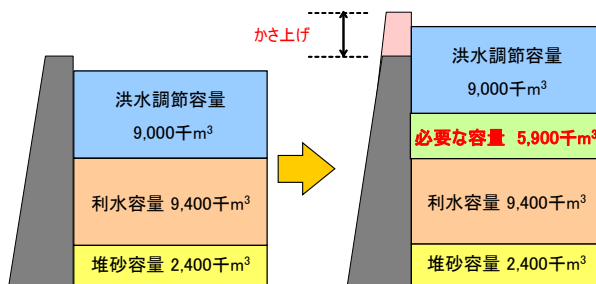 かさ上げ
洪水調節容量
9,000千m³
利水容量 9,400千m³
堆砂容量 2,400千m³
洪水調節容量
9,000千m³
必要な容量 5,900千m³
利水容量 9,400千m³
堆砂容量 2,400千m³